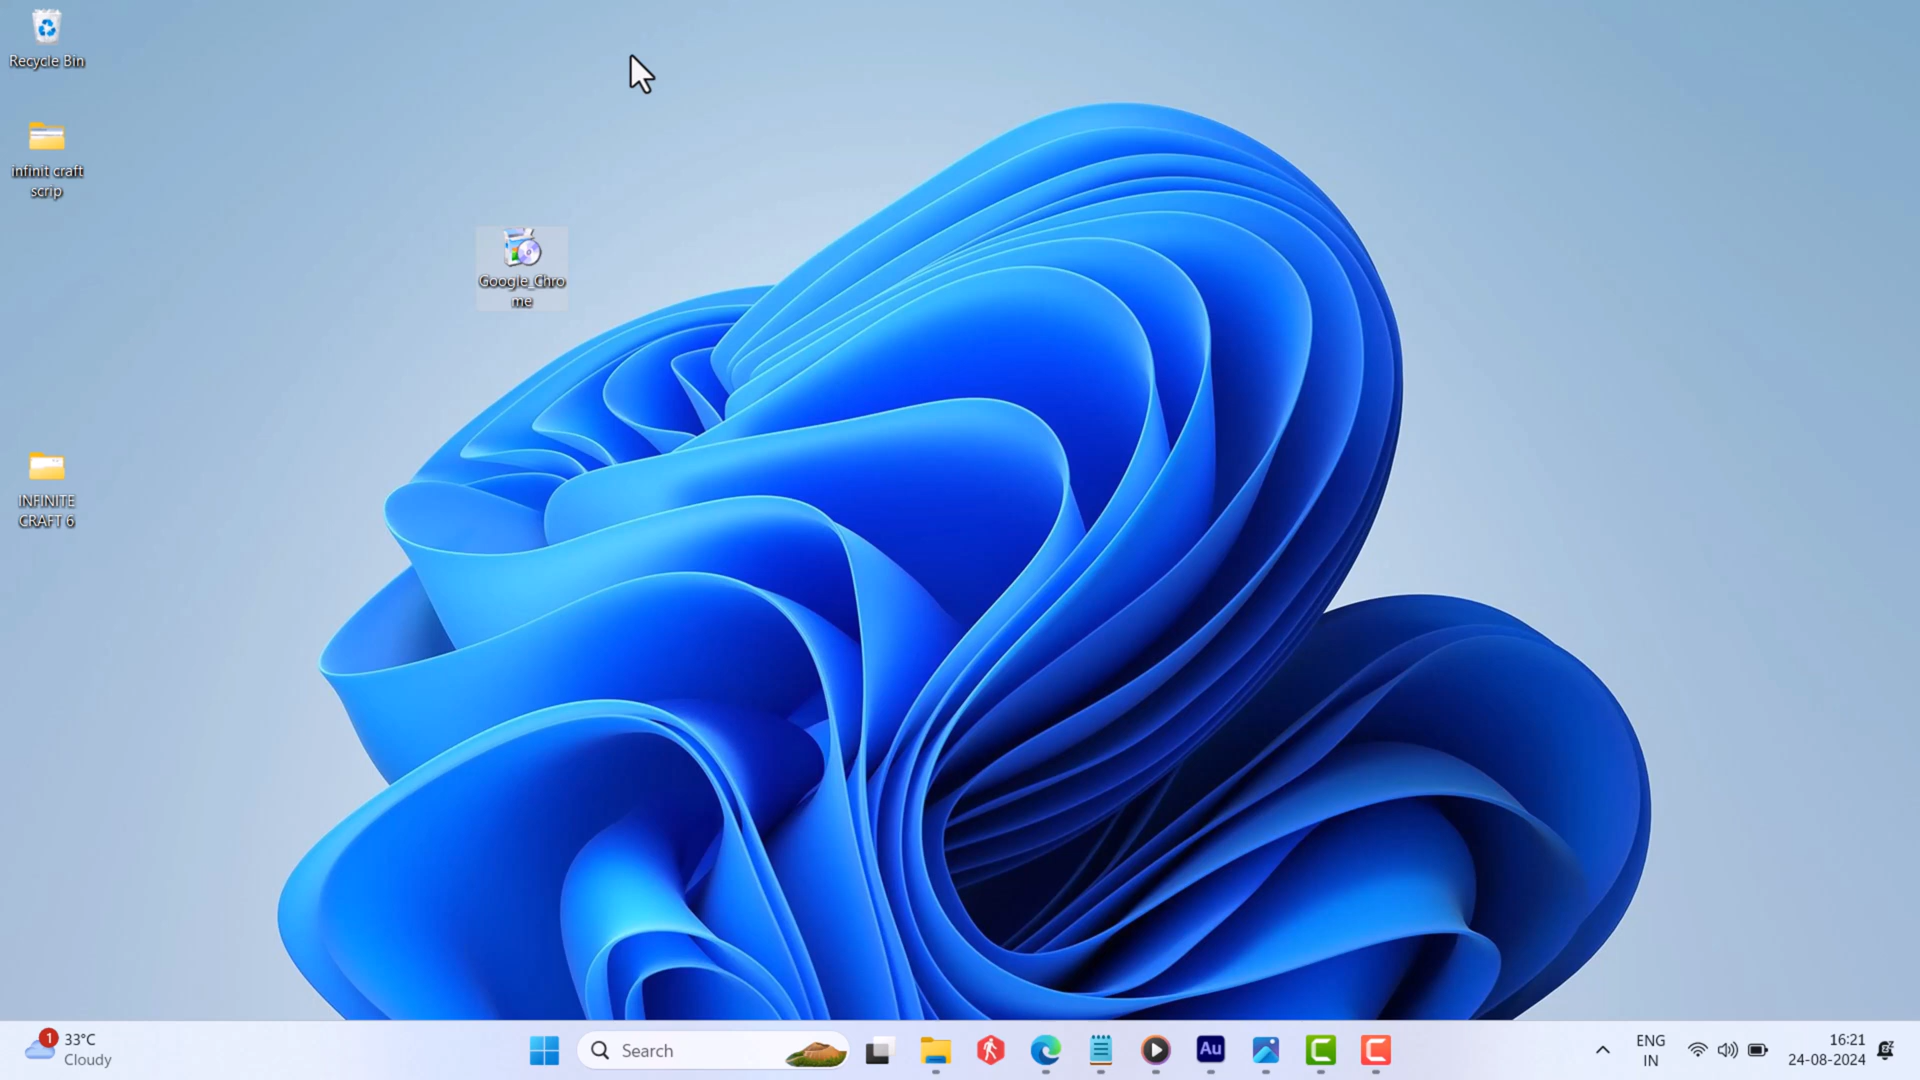 Recycle Bin
infinit craft
scrip
Google_Chro
me
INFINITE
CRAFT 6
1
33°C
Cloudy
Search
Au
ENG
IN
16:21
24-08-2024